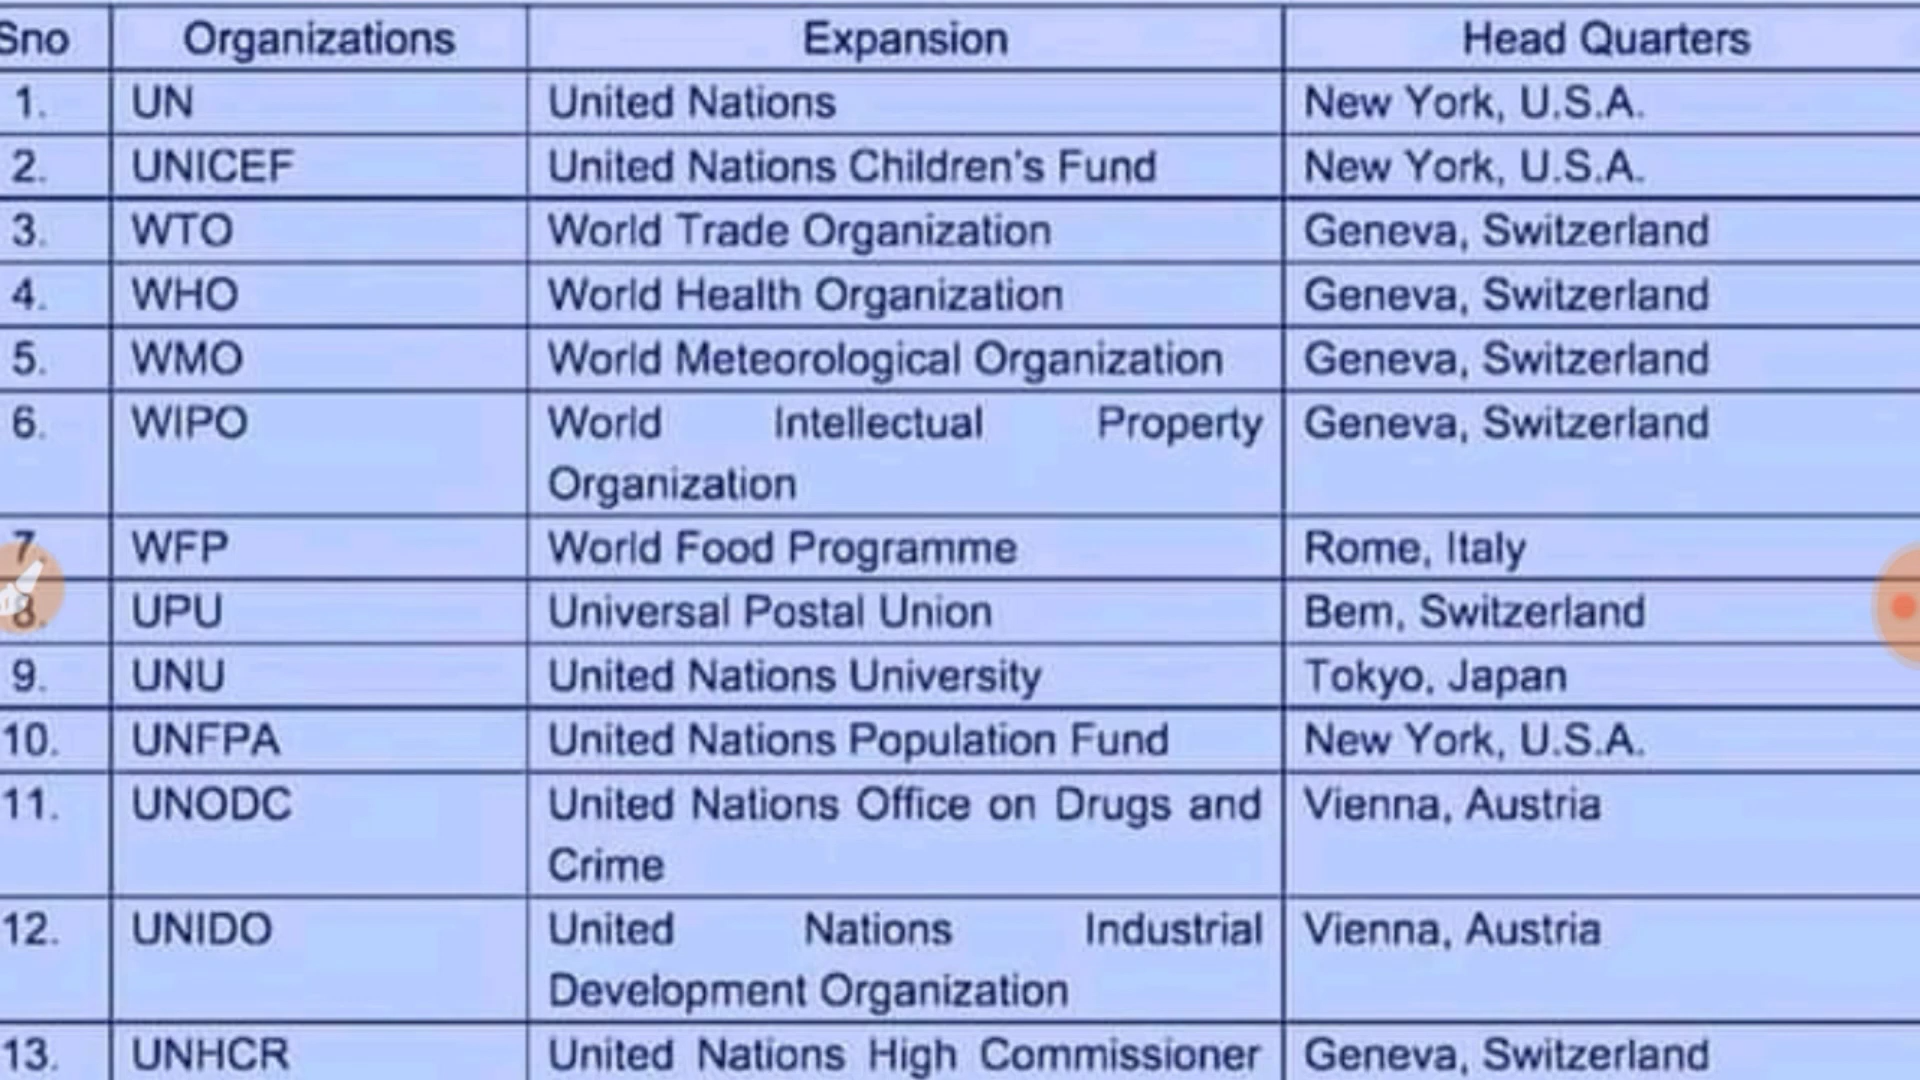 Sno Organizations Expansion Head Quarters
1. UN United Nations New York, U.S.A.
2. UNICEF United Nations Children's Fund New York, U.S.A.
3. WTO World Trade Organization Geneva, Switzerland
4. WHO World Health Organization Geneva, Switzerland
5. WMO World Meteorological Organization Geneva, Switzerland
6. WIPO World Intellectual Property Geneva, Switzerland
Organization
7. WFP World Food Programme Rome, Italy
8. UPU Universal Postal Union Bem, Switzerland
9. UNU United Nations University Tokyo, Japan
10. UNFPA United Nations Population Fund New York, U.S.A.
11. UNODC United Nations Office on Drugs and Vienna, Austria
Crime
12. UNIDO United Nations Industrial Vienna, Austria
Development Organization
13. UNHCR United Nations High Commissioner Geneva, Switzerland